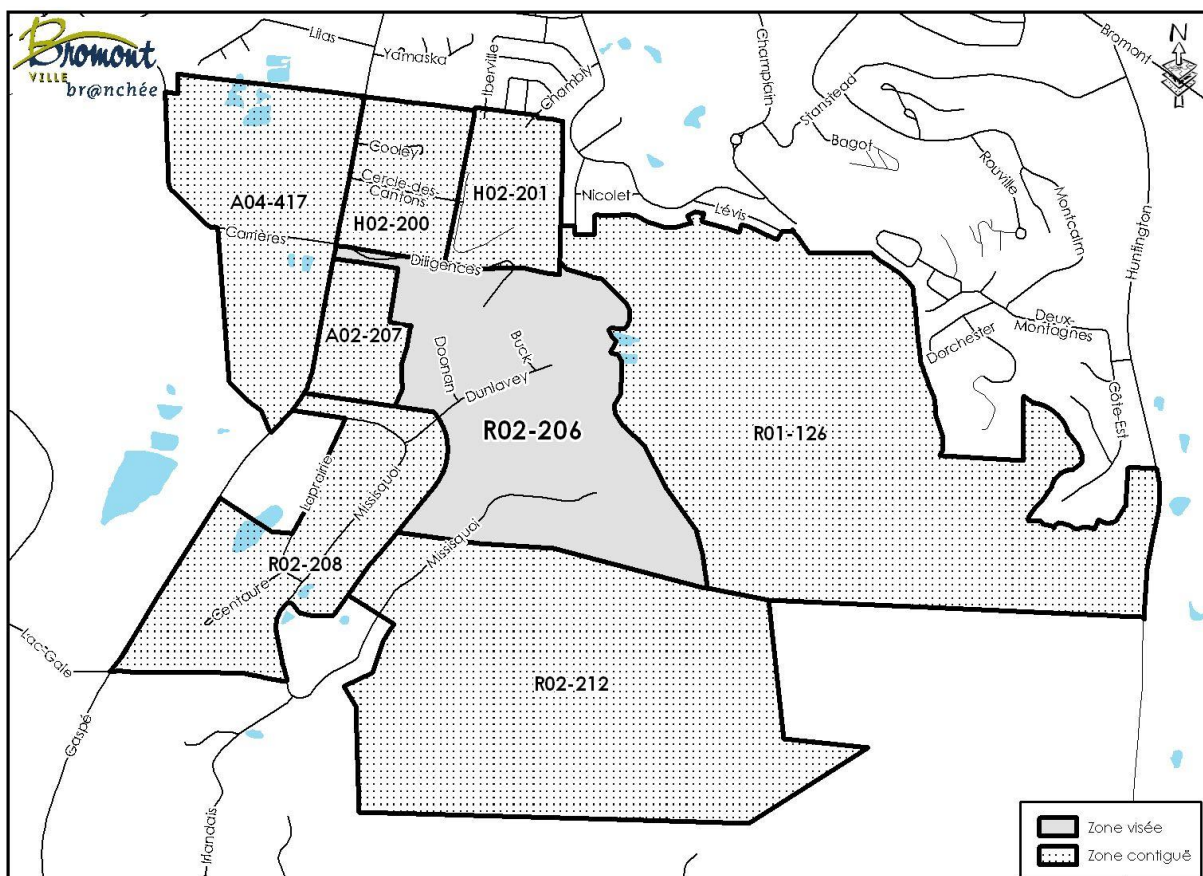 Bromont
VILLE
br@nchée
Lilas
Yamaska
Iberville
Chambly
Champlain
Stanstead
Bromont
N
Bagot
Rouville
Montcalm
Huntington
Cooley
Cercle-des-
Cantons
Nicolet
Lévis
A04-417
H02-200
H02-201
Carrières
Diligences
A02-207
Doonan
Buck
Dunlavey
R02-206
R01-126
Deux-
Montagnes
Dorchester
Côte-Est
Laprairie
Missisquoi
Missisquoi
R02-208
Centaure
Lac-Gale
Gaspé
R02-212
Irlandais
Zone visée
Zone contiguë